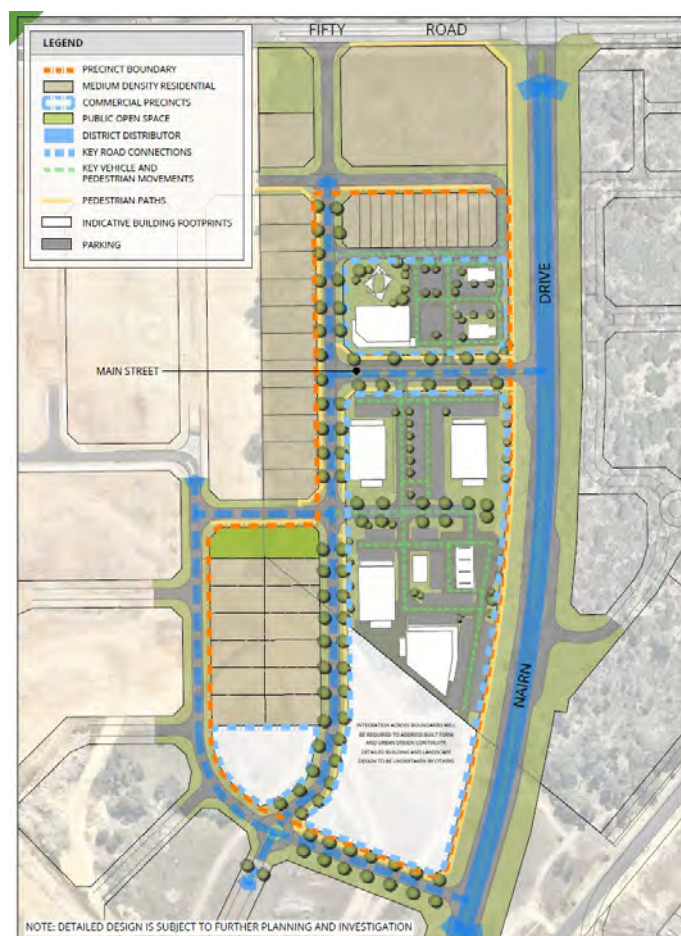 FIFTY ROAD
LEGEND
PRECINCT BOUNDARY
MEDIUM DENSITY RESIDENTIAL
COMMERCIAL PRECINCTS
PUBLIC OPEN SPACE
DISTRICT DISTRIBUTOR
KEY ROAD CONNECTIONS
KEY VEHICLE AND
PEDESTRIAN MOVEMENTS
PEDESTRIAN PATHS
INDICATIVE BUILDING FOOTPRINTS
PARKING
DRIVE
MAIN STREET
NAIRN
INTEGRATION ACROSS BOUNDARIES WILL
BE REQUIRED TO ADDRESS BUILT FORM
AND URBAN DESIGN CONTINUITY.
DETAILED BUILDING AND LANDSCAPE
DESIGN TO BE UNDERTAKEN BY OTHERS
NOTE: DETAILED DESIGN IS SUBJECT TO FURTHER PLANNING AND INVESTIGATION